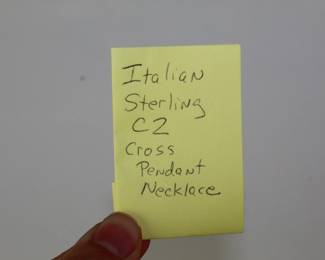 Italian
Sterling
CZ
Cross
Pendant
Necklace